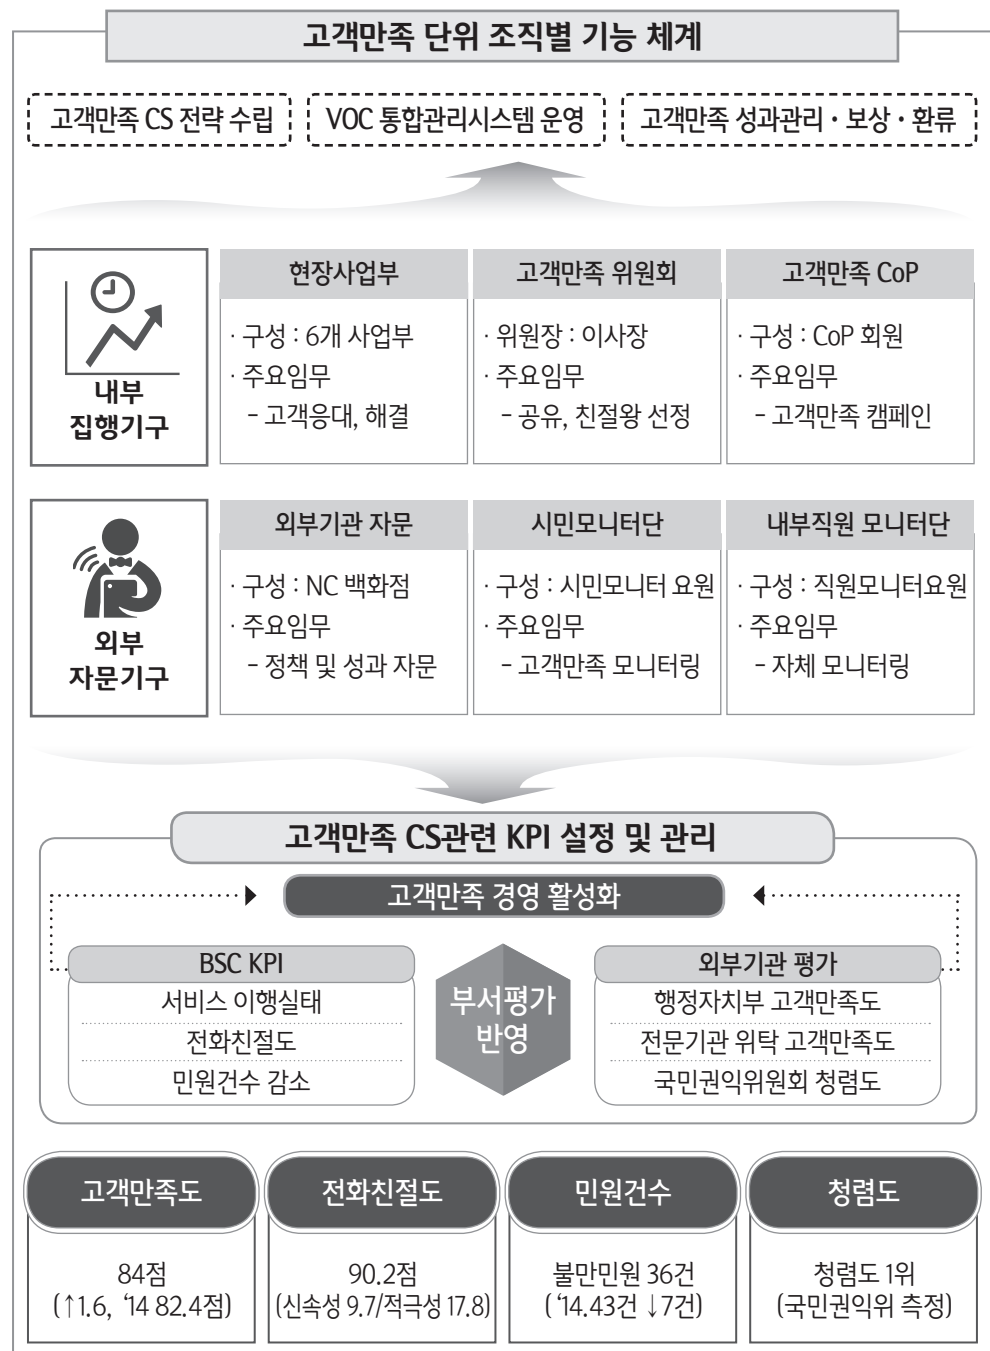 고객만족 단위 조직별 기능 체계
고객만족 CS 전략 수립
VOC 통합관리시스템 운영
고객만족 성과관리・보상・환류
내부
집행기구
현장사업부
· 구성 : 6개 사업부
· 주요임무
- 고객응대, 해결
고객만족 위원회
· 위원장 : 이사장
· 주요임무
- 공유, 친절왕 선정
고객만족 CoP
· 구성 : CoP 회원
· 주요임무
- 고객만족 캠페인
외부
자문기구
외부기관 자문
· 구성 : NC 백화점
· 주요임무
- 정책 및 성과 자문
시민모니터단
· 구성 : 시민모니터 요원
· 주요임무
- 고객만족 모니터링
내부직원 모니터단
· 구성 : 직원모니터요원
· 주요임무
- 자체 모니터링
고객만족 CS관련 KPI 설정 및 관리
고객만족 경영 활성화
BSC KPI
서비스 이행실태
전화친절도
민원건수 감소
부서평가
반영
외부기관 평가
행정자치부 고객만족도
전문기관 위탁 고객만족도
국민권익위원회 청렴도
고객만족도
84점
(↑1.6, ‘14 82.4점)
전화친절도
90.2점
(신속성 9.7/적극성 17.8)
민원건수
불만민원 36건
( ‘14.43건 ↓7건)
청렴도
청렴도 1위
(국민권익위 측정)